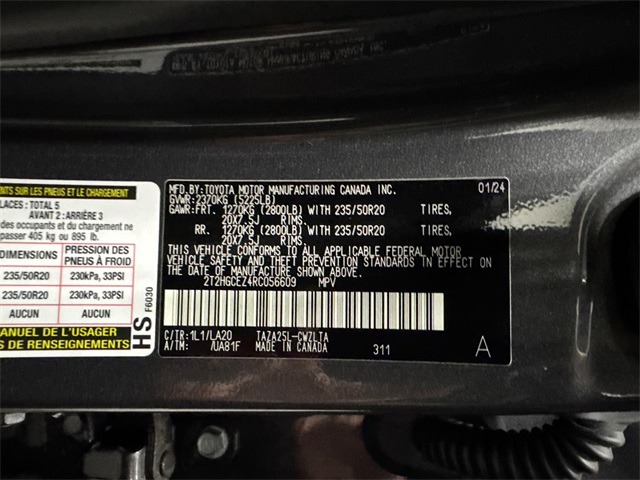 ENTS SUR LES PNEUS ET LE CHARGEMENT
LACES: TOTAL 5
AVANT 2 : ARRIÈRE 3
des occupants et du chargement ne
passer 405 kg ou 895 lb.
DIMENSIONS
PRESSION DES PNEUS À FROID
235/50R20 230kPa, 33PSI
235/50R20 230kPa, 33PSI
MANUEL DE L'USAGER
S DE RENSEIGNEMENTS
HS F6030
MFD.BY: TOYOTA MOTOR MANUFACTURING CANADA INC. 01/24
GVWR: 2370KG (5225LB)
GAWR: FRT. 1270KG (2800LB) WITH 235/50R20 TIRES,
20X7.5J RIMS.
RR. 1270KG (2800LB) WITH 235/50R20 TIRES,
20X7.5J RIMS.
THIS VEHICLE CONFORMS TO ALL APPLICABLE FEDERAL MOTOR
VEHICLE SAFETY AND THEFT PREVENTION STANDARDS IN EFFECT ON
THE DATE OF MANUFACTURE SHOWN ABOVE.
2T2HGCEZ4RC056609 MPV
C/TR: 1L1/LA20 TAZA25L-CWZLTA
A/TM: /UA81F MADE IN CANADA 311 A